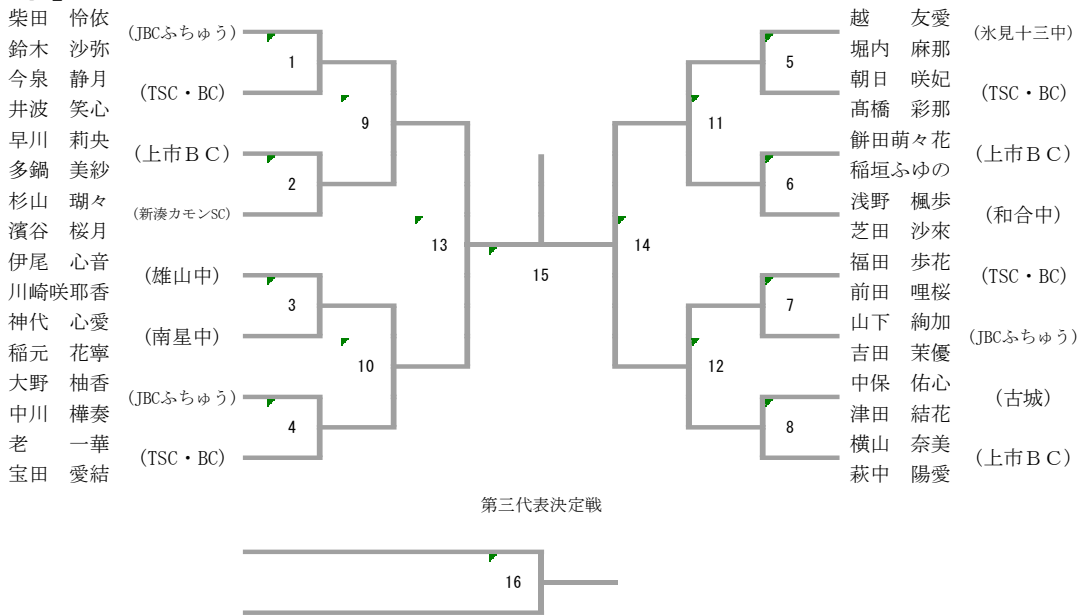 柴田　怜依
鈴木　沙弥
(JBCふちゅう)
今泉　静月
井波　笑心
(TSC・BC)
早川　莉央
多鍋　美紗
(上市ＢＣ)
杉山　瑚々
濱谷　桜月
(新湊カモンSC)
伊尾　心音
川崎咲耶香
(雄山中)
神代　心愛
稲元　花寧
(南星中)
大野　柚香
中川　樺奏
(JBCふちゅう)
老　　一華
宝田　愛結
(TSC・BC)
1
2
3
4
9
10
13
15
14
11
12
5
6
7
8
越　　友愛
堀内　麻那
(氷見十三中)
朝日　咲妃
髙橋　彩那
(TSC・BC)
餅田萌々花
稲垣ふゆの
(上市ＢＣ)
浅野　楓歩
芝田　沙來
(和合中)
福田　歩花
前田　哩桜
(TSC・BC)
山下　絢加
吉田　茉優
(JBCふちゅう)
中保　佑心
津田　結花
(古城)
横山　奈美
萩中　陽愛
(上市ＢＣ)
第三代表決定戦
16